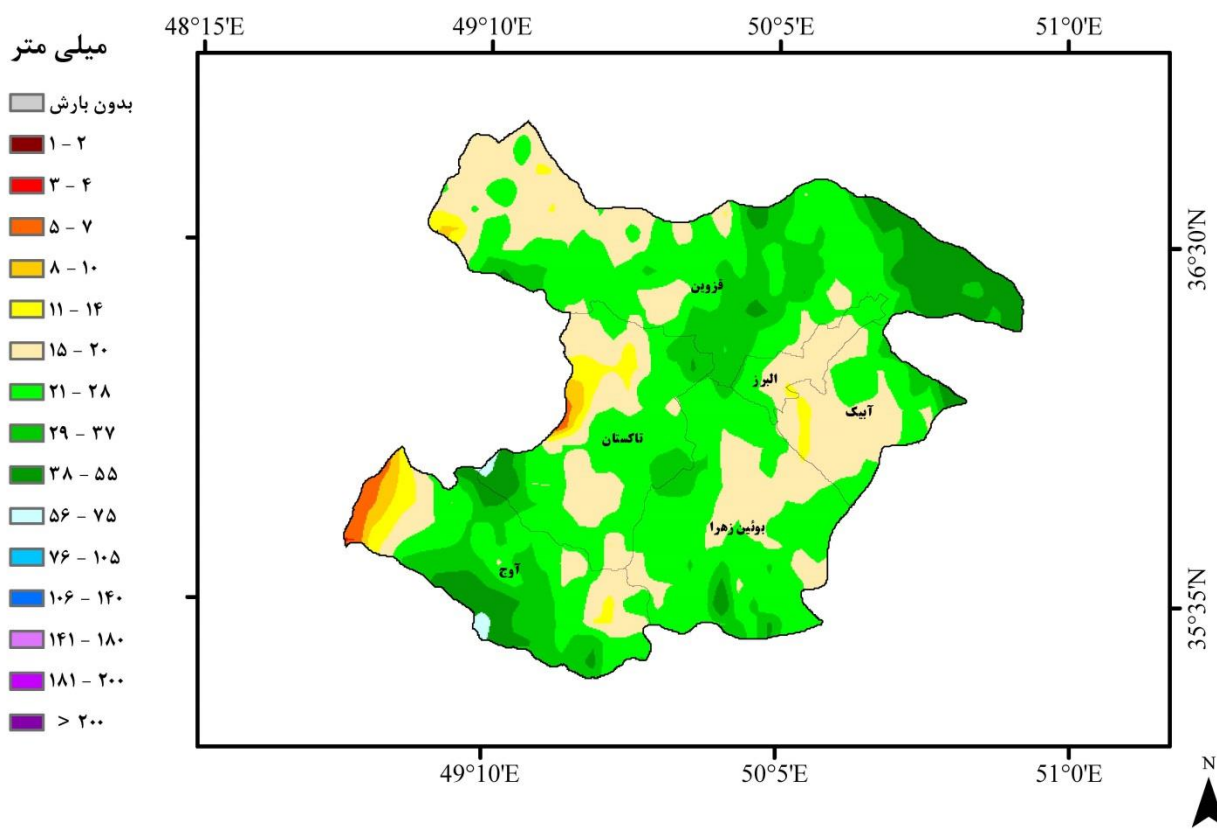 48°15'E
49°10'E
50°5'E
51°0'E
میلی متر
بدون بارش
۱ - ۲
۳ - ۴
۵ - ۷
۸ - ۱۰
۱۱ - ۱۴
۱۵ - ۲۰
۲۱ - ۲۸
۲۹ - ۳۷
۳۸ - ۵۵
۵۶ - ۷۵
۷۶ - ۱۰۵
۱۰۶ - ۱۴۰
۱۴۱ - ۱۸۰
۱۸۱ - ۲۰۰
> ۲۰۰
قزوین
البرز
آبیک
تاکستان
بوئین زهرا
آوج
36°30'N
35°35'N
49°10'E
50°5'E
51°0'E
N